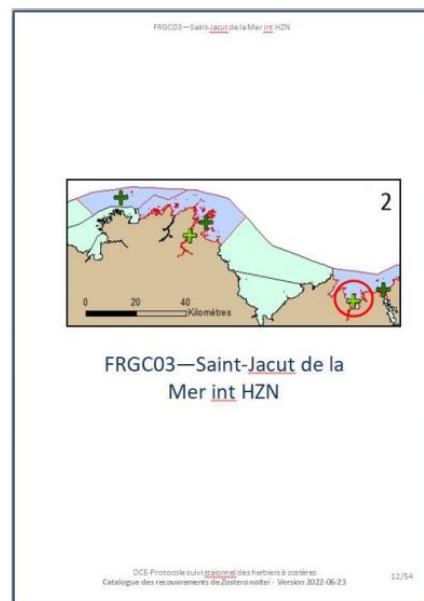 FRGC03—Saint-Jacut de la Mer int HZN
2
0 20 40
Kilomètres
FRGC03—Saint-Jacut de la
Mer int HZN
DCE-Protocole suivi stationnel des herbiers à zostères
Catalogue des recouvrements de Zostera noltei - Version 2022-06-23
12/54